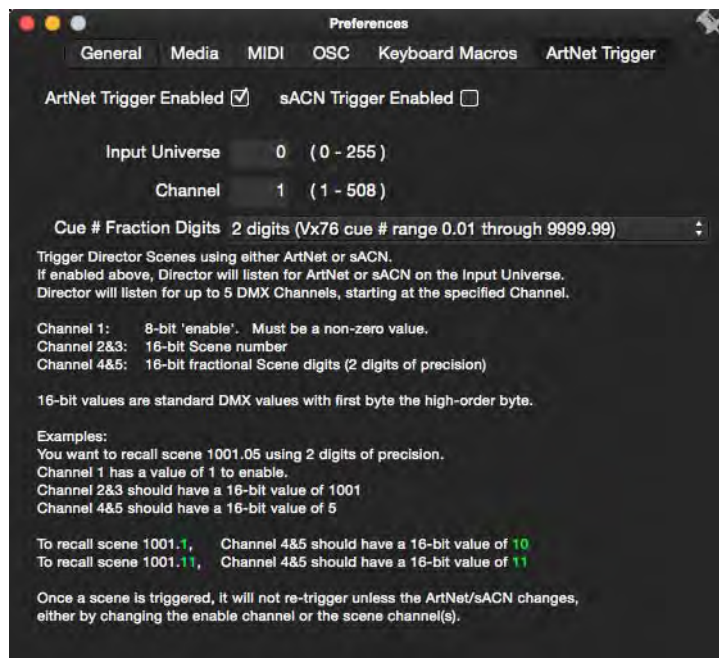 Preferences
General Media MIDI OSC Keyboard Macros ArtNet Trigger
ArtNet Trigger Enabled sACN Trigger Enabled
Input Universe 0 ( 0 - 255 )
Channel 1 ( 1 - 508 )
Cue # Fraction Digits 2 digits (Vx76 cue # range 0.01 through 9999.99)
Trigger Director Scenes using either ArtNet or sACN.
If enabled above, Director will listen for ArtNet or sACN on the Input Universe.
Director will listen for up to 5 DMX Channels, starting at the specified Channel.
Channel 1: 8-bit 'enable'. Must be a non-zero value.
Channel 2&3: 16-bit Scene number
Channel 4&5: 16-bit fractional Scene digits (2 digits of precision)
16-bit values are standard DMX values with first byte the high-order byte.
Examples:
You want to recall scene 1001.05 using 2 digits of precision.
Channel 1 has a value of 1 to enable.
Channel 2&3 should have a 16-bit value of 1001
Channel 4&5 should have a 16-bit value of 5
To recall scene 1001.1, Channel 4&5 should have a 16-bit value of 10
To recall scene 1001.11, Channel 4&5 should have a 16-bit value of 11
Once a scene is triggered, it will not re-trigger unless the ArtNet/sACN changes,
either by changing the enable channel or the scene channel(s).